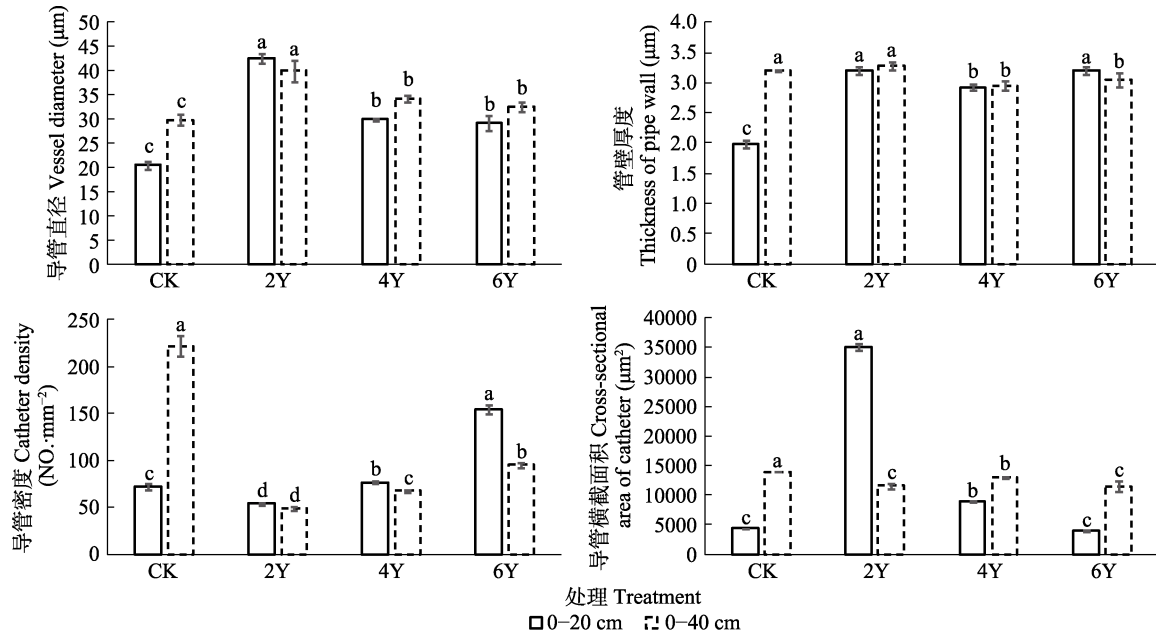 导管直径 Vessel diameter (μm)
50
45
40
35
30
25
20
15
10
5
0
c
c
a
a
b
b
b
b
CK
2Y
4Y
6Y
管壁厚度
Thickness of pipe wall (μm)
4.0
3.5
3.0
2.5
2.0
1.5
1.0
0.5
0
c
a
a
a
b
b
a
b
CK
2Y
4Y
6Y
导管密度 Catheter density
(NO.·mm⁻²)
250
200
150
100
50
0
c
a
d
d
b
c
a
b
CK
2Y
4Y
6Y
导管横截面积 Cross-sectional
area of catheter (μm²)
40000
35000
30000
25000
20000
15000
10000
5000
0
c
a
a
c
b
b
c
c
CK
2Y
4Y
6Y
处理 Treatment
0–20 cm 0–40 cm